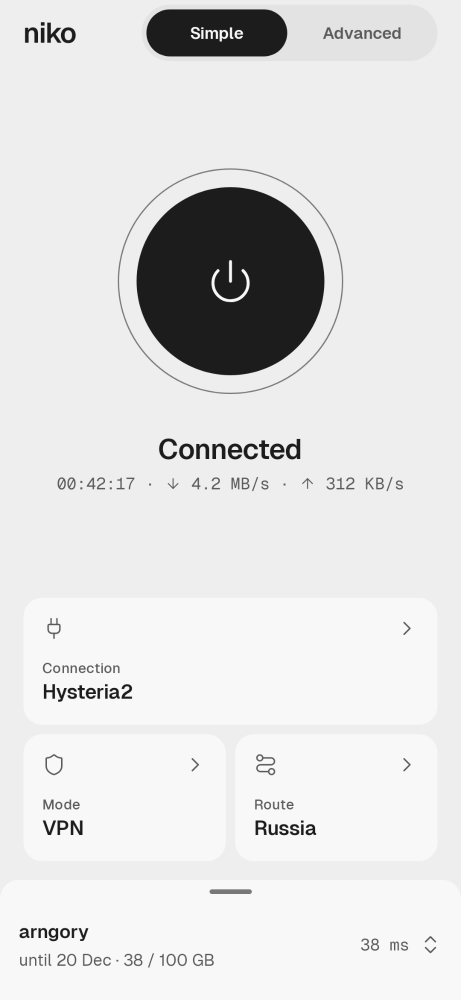 niko
Simple
Advanced
Connected
00:42:17 · ↓ 4.2 MB/s · ↑ 312 KB/s
Connection
Hysteria2
Mode
VPN
Route
Russia
arngory
until 20 Dec · 38 / 100 GB
38 ms